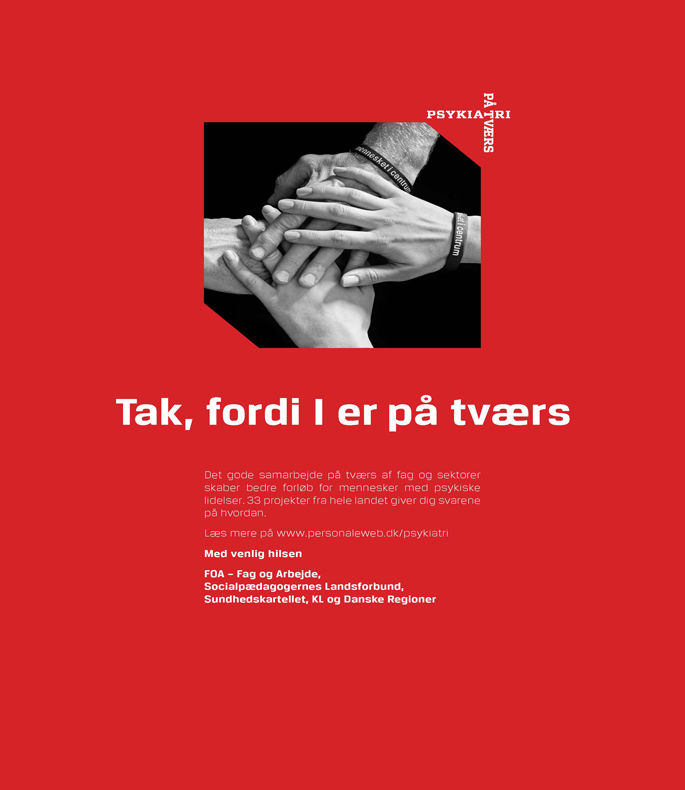 PSYKIATRI
PÅ TVÆRS
mennesket i centrum
i centrum
Tak, fordi I er på tværs
Det gode samarbejde på tværs af fag og sektorer
skaber bedre forløb for mennesker med psykiske
lidelser. 33 projekter fra hele landet giver dig svarene
på hvordan.
Læs mere på www.personaleweb.dk/psykiatri
Med venlig hilsen
FOA – Fag og Arbejde,
Socialpædagogernes Landsforbund,
Sundhedskartellet, KL og Danske Regioner